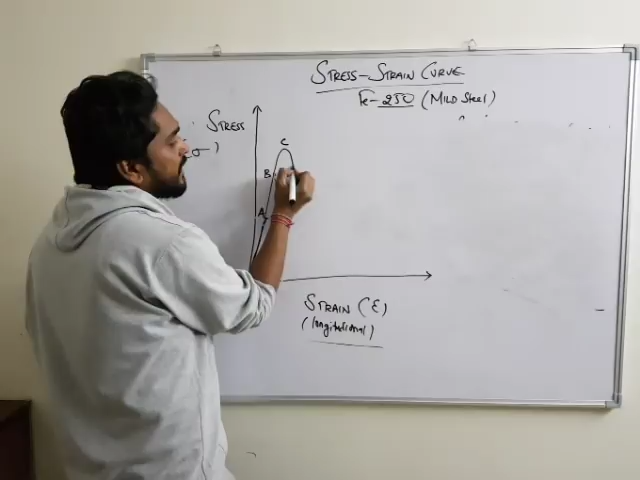 STRESS-STRAIN CURVE
Fe-250 (MILD Steel)
STRESS
σ)
C
B
A
STRAIN (ε)
(longitudinal)